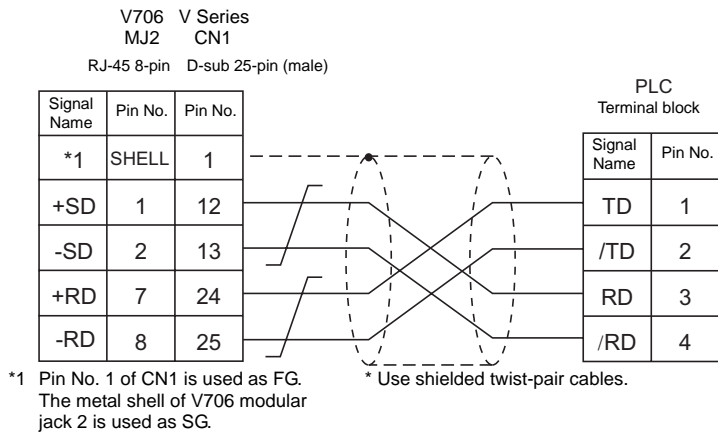 V706 V Series
MJ2 CN1
RJ-45 8-pin D-sub 25-pin (male)
PLC
Terminal block
Signal Name Pin No. Pin No.
*1 SHELL 1
+SD 1 12
-SD 2 13
+RD 7 24
-RD 8 25
Signal Name Pin No.
TD 1
/TD 2
RD 3
/RD 4
*1 Pin No. 1 of CN1 is used as FG.
The metal shell of V706 modular
jack 2 is used as SG.
* Use shielded twist-pair cables.